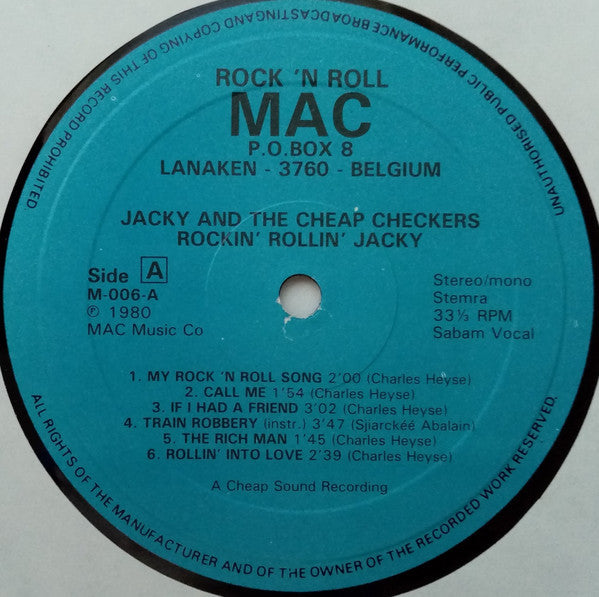 UNAUTHORISED PUBLIC PERFORMANCE BROADCASTING AND COPYING OF THIS RECORD PROHIBITED
ROCK 'N ROLL
MAC
P.O.BOX 8
LANAKEN - 3760 - BELGIUM
JACKY AND THE CHEAP CHECKERS
ROCKIN' ROLLIN' JACKY
Side A
M-006-A
℗ 1980
MAC Music Co
Stereo/mono
Stemra
33⅓ RPM
Sabam Vocal
1. MY ROCK 'N ROLL SONG 2'00 (Charles Heyse)
2. CALL ME 1'54 (Charles Heyse)
3. IF I HAD A FRIEND 3'02 (Charles Heyse)
4. TRAIN ROBBERY (instr.) 3'47 (Sjiarckéé Abalain)
5. THE RICH MAN 1'45 (Charles Heyse)
6. ROLLIN' INTO LOVE 2'39 (Charles Heyse)
A Cheap Sound Recording
ALL RIGHTS OF THE MANUFACTURER AND OF THE OWNER OF THE RECORDED WORK RESERVED.